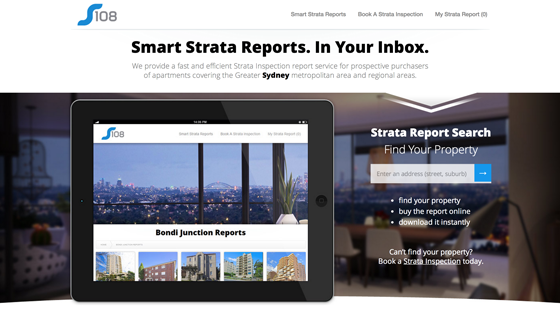 S108
Smart Strata Reports
Book A Strata Inspection
My Strata Report (0)
Smart Strata Reports. In Your Inbox.
We provide a fast and efficient Strata Inspection report service for prospective purchasers
of apartments covering the Greater Sydney metropolitan area and regional areas.
S108
Smart Strata Reports
Book A Strata Inspection
My Strata Report (0)
Bondi Junction Reports
Strata Report Search
Find Your Property
Enter an address (street, suburb)
→
• find your property
• buy the report online
• download it instantly
Can't find your property?
Book a Strata Inspection today.